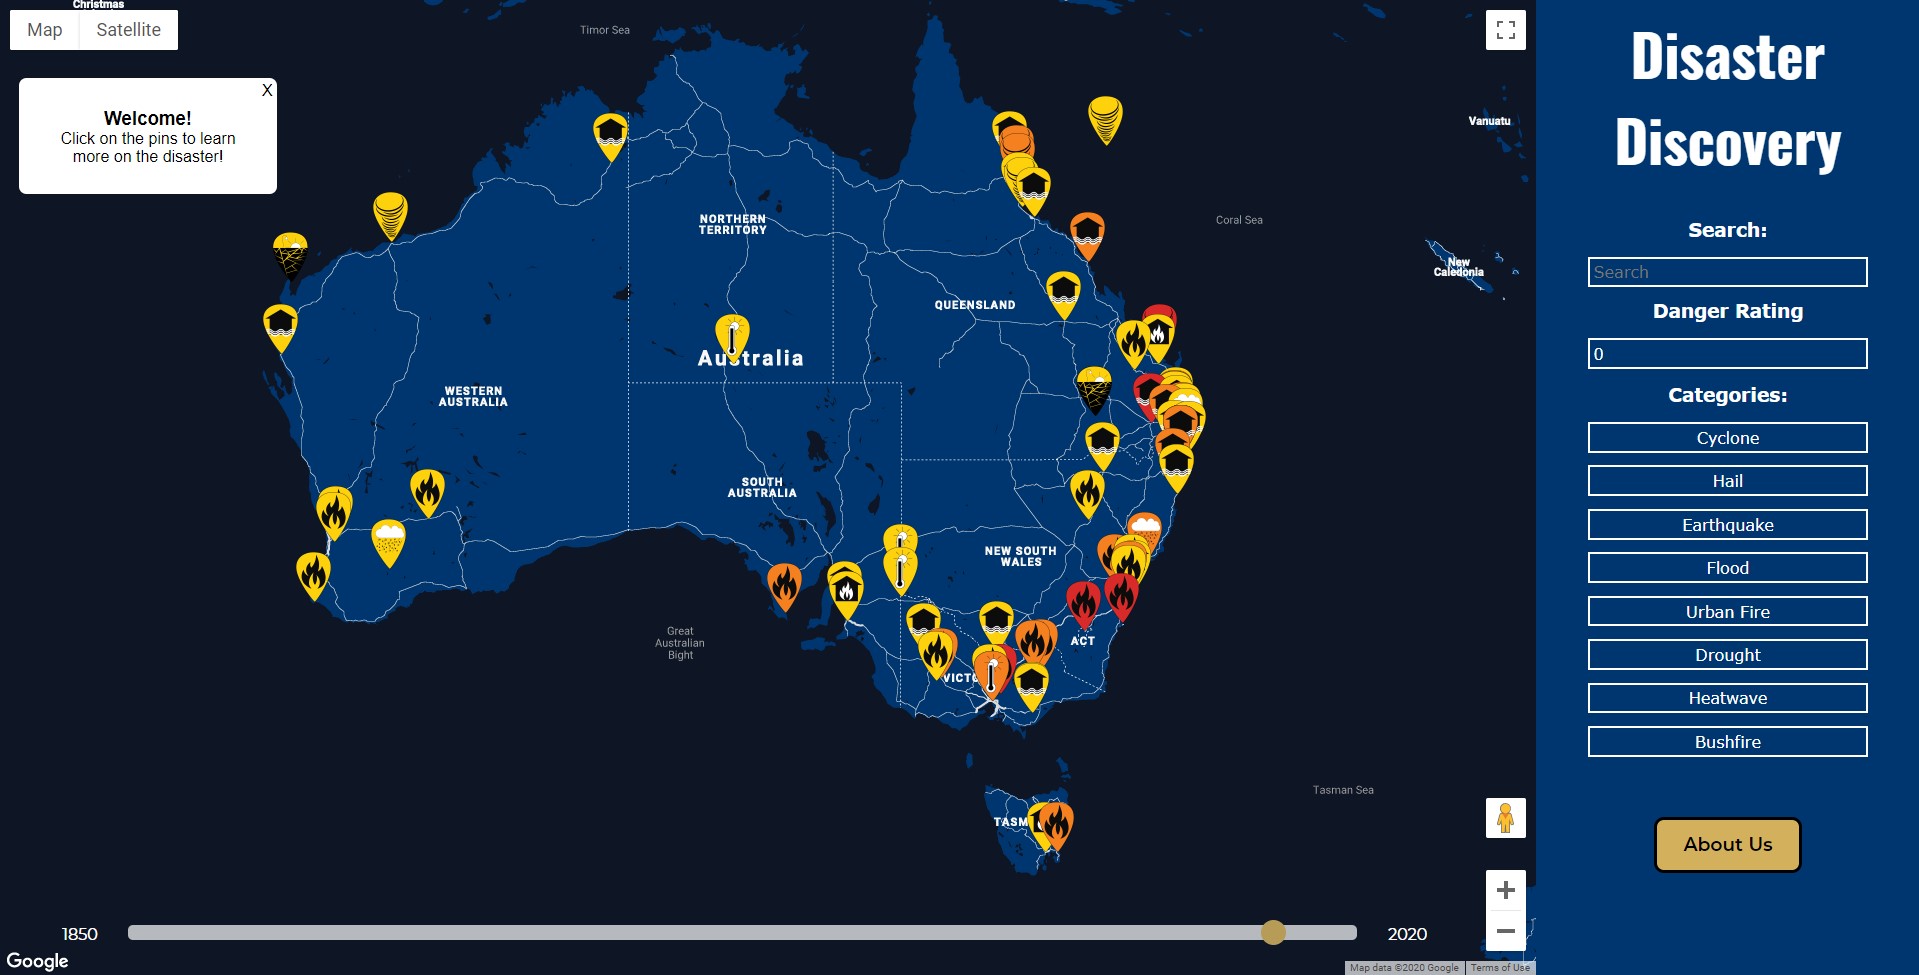 Christmas
Map
Satellite
Timor Sea
X
Welcome!
Click on the pins to learn
more on the disaster!
Vanuatu
NORTHERN
TERRITORY
Coral Sea
New
Caledonia
QUEENSLAND
Australia
WESTERN
AUSTRALIA
SOUTH
AUSTRALIA
NEW SOUTH
WALES
Great
Australian
Bight
ACT
VICTO
Tasman Sea
TASM
1850
2020
Google
Map data ©2020 Google
Terms of Use
Disaster
Discovery
Search:
Search
Danger Rating
0
Categories:
Cyclone
Hail
Earthquake
Flood
Urban Fire
Drought
Heatwave
Bushfire
About Us